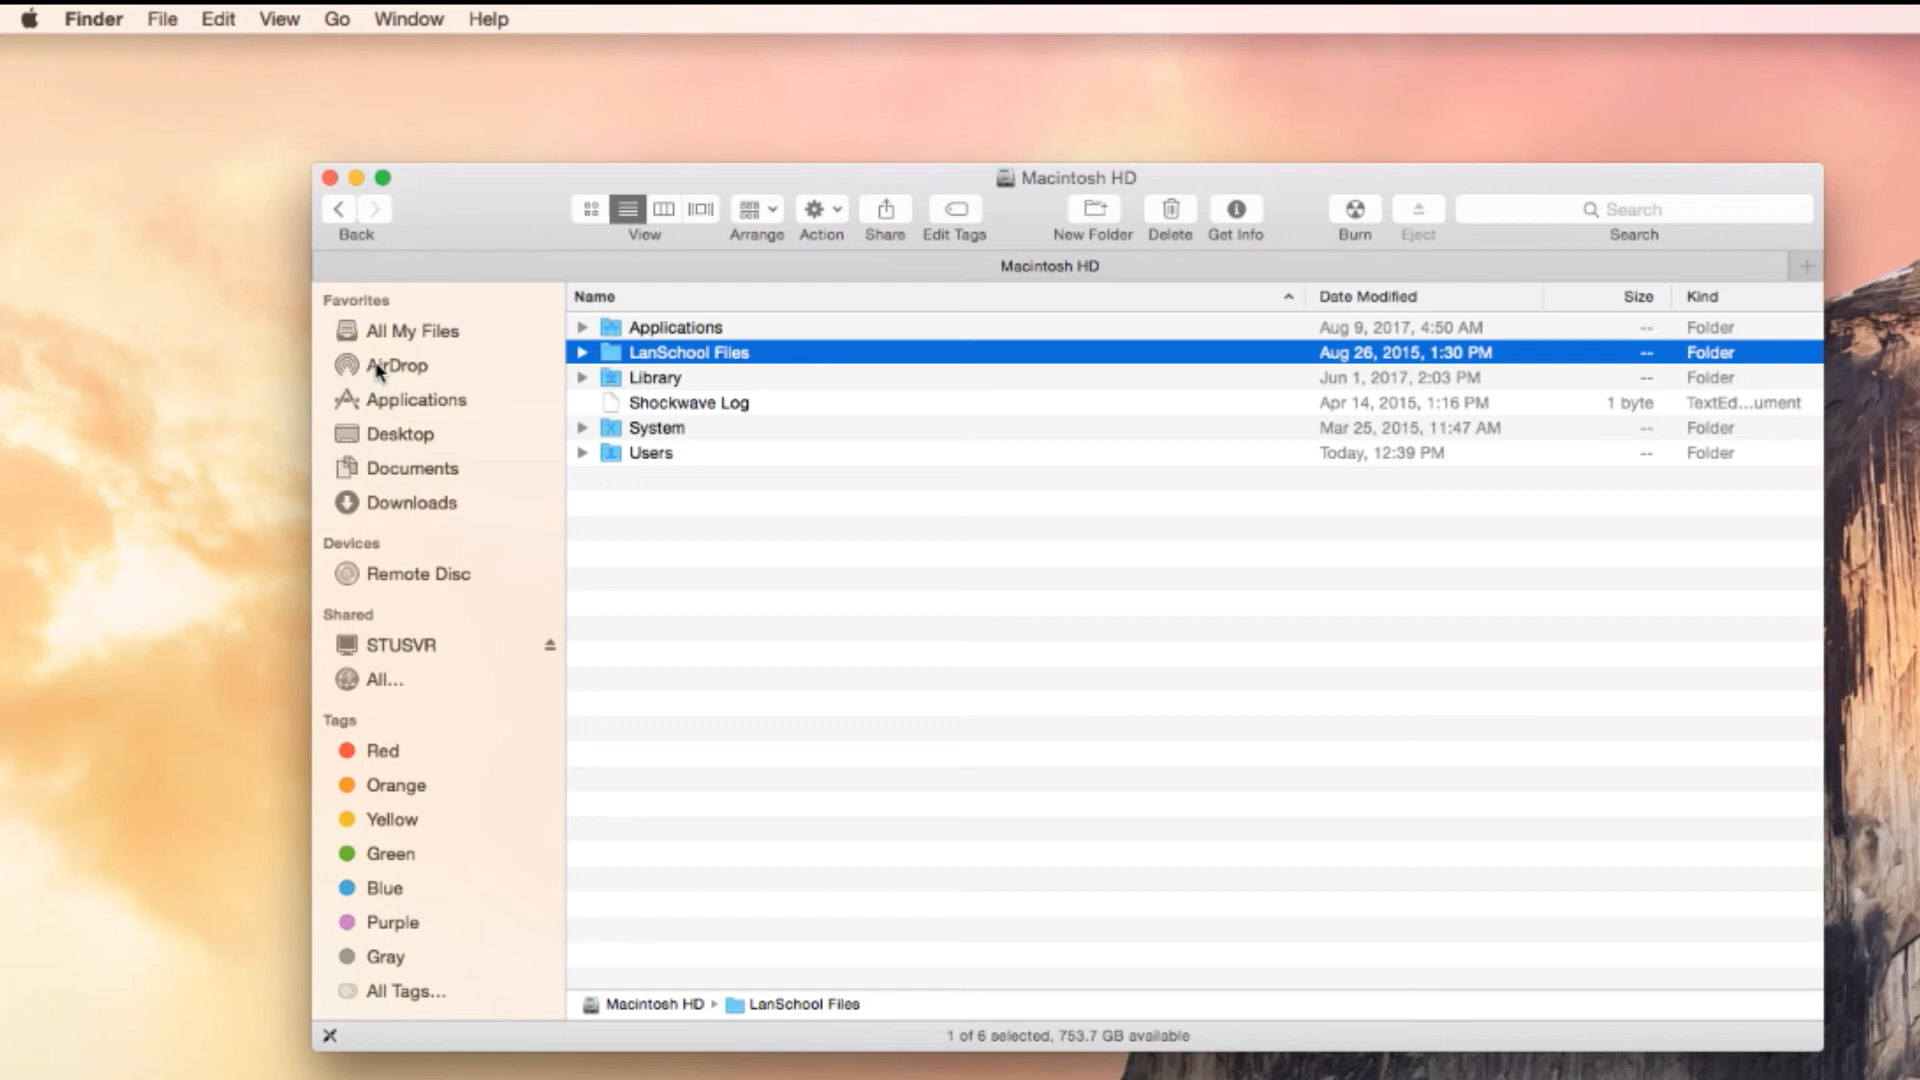 Finder File Edit View Go Window Help
Macintosh HD
Search
Back View Arrange Action Share Edit Tags New Folder Delete Get Info Burn Eject Search
Macintosh HD
Favorites
All My Files
AirDrop
Applications
Desktop
Documents
Downloads
Devices
Remote Disc
Shared
STUSVR
All...
Tags
Red
Orange
Yellow
Green
Blue
Purple
Gray
All Tags...
Name Date Modified Size Kind
Applications Aug 9, 2017, 4:50 AM -- Folder
LanSchool Files Aug 26, 2015, 1:30 PM -- Folder
Library Jun 1, 2017, 2:03 PM -- Folder
Shockwave Log Apr 14, 2015, 1:16 PM 1 byte TextEd...ument
System Mar 25, 2015, 11:47 AM -- Folder
Users Today, 12:39 PM -- Folder
Macintosh HD LanSchool Files
1 of 6 selected, 753.7 GB available